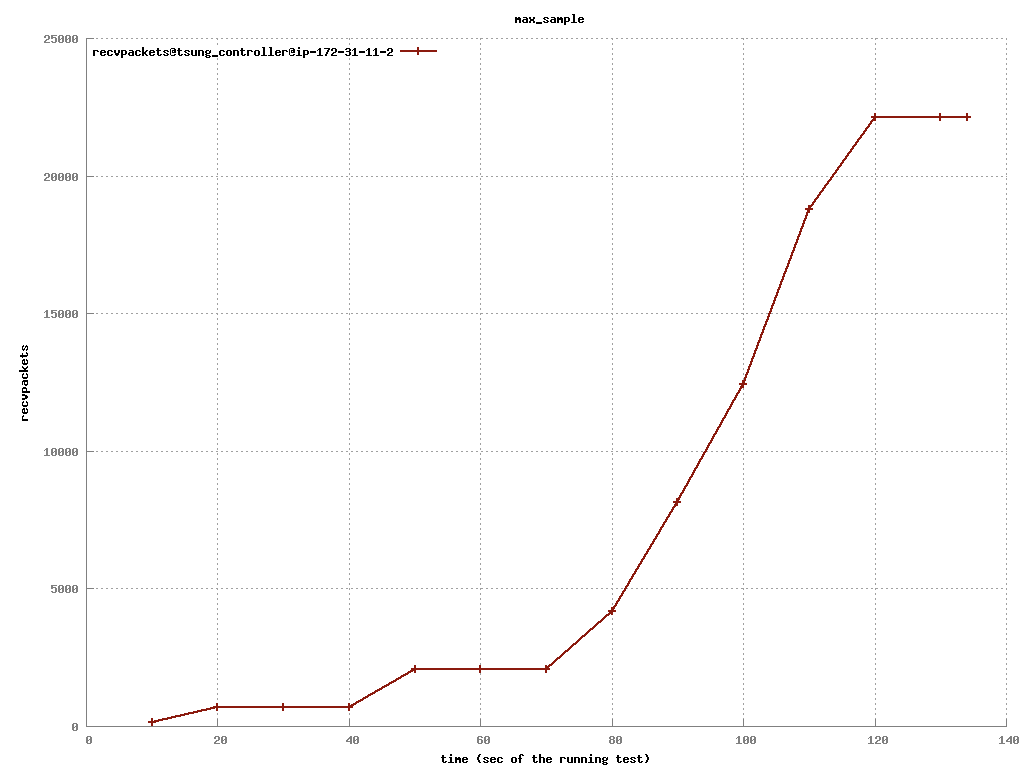 max_sample
25000
recvpackets@tsung_controller@ip-172-31-11-2
20000
15000
recvpackets
10000
5000
0
0 20 40 60 80 100 120 140
time (sec of the running test)